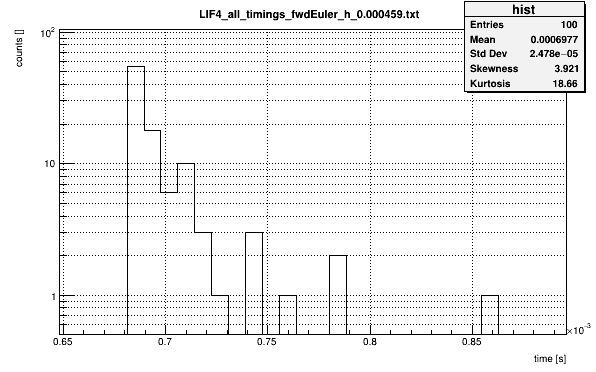 LIF4_all_timings_fwdEuler_h_0.000459.txt
hist
Entries 100
Mean 0.0006977
Std Dev 2.478e−05
Skewness 3.921
Kurtosis 18.66
counts []
10²
10
1
0.65 0.7 0.75 0.8 0.85
×10⁻³
time [s]